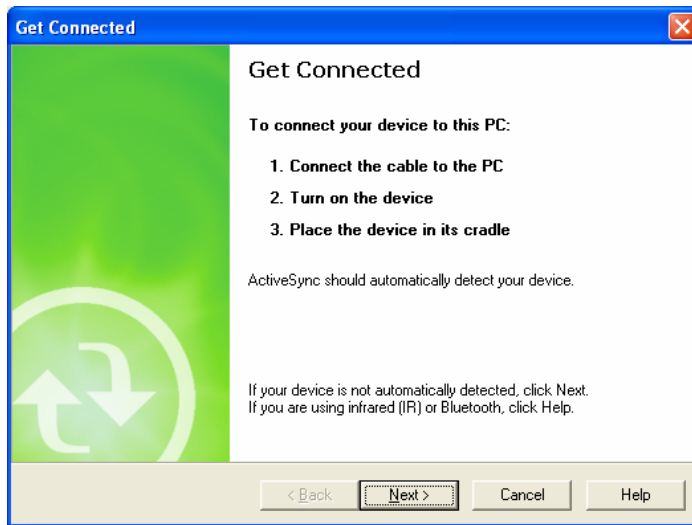 Get Connected
Get Connected
To connect your device to this PC:
1. Connect the cable to the PC
2. Turn on the device
3. Place the device in its cradle
ActiveSync should automatically detect your device.
If your device is not automatically detected, click Next.
If you are using infrared (IR) or Bluetooth, click Help.
< Back Next > Cancel Help